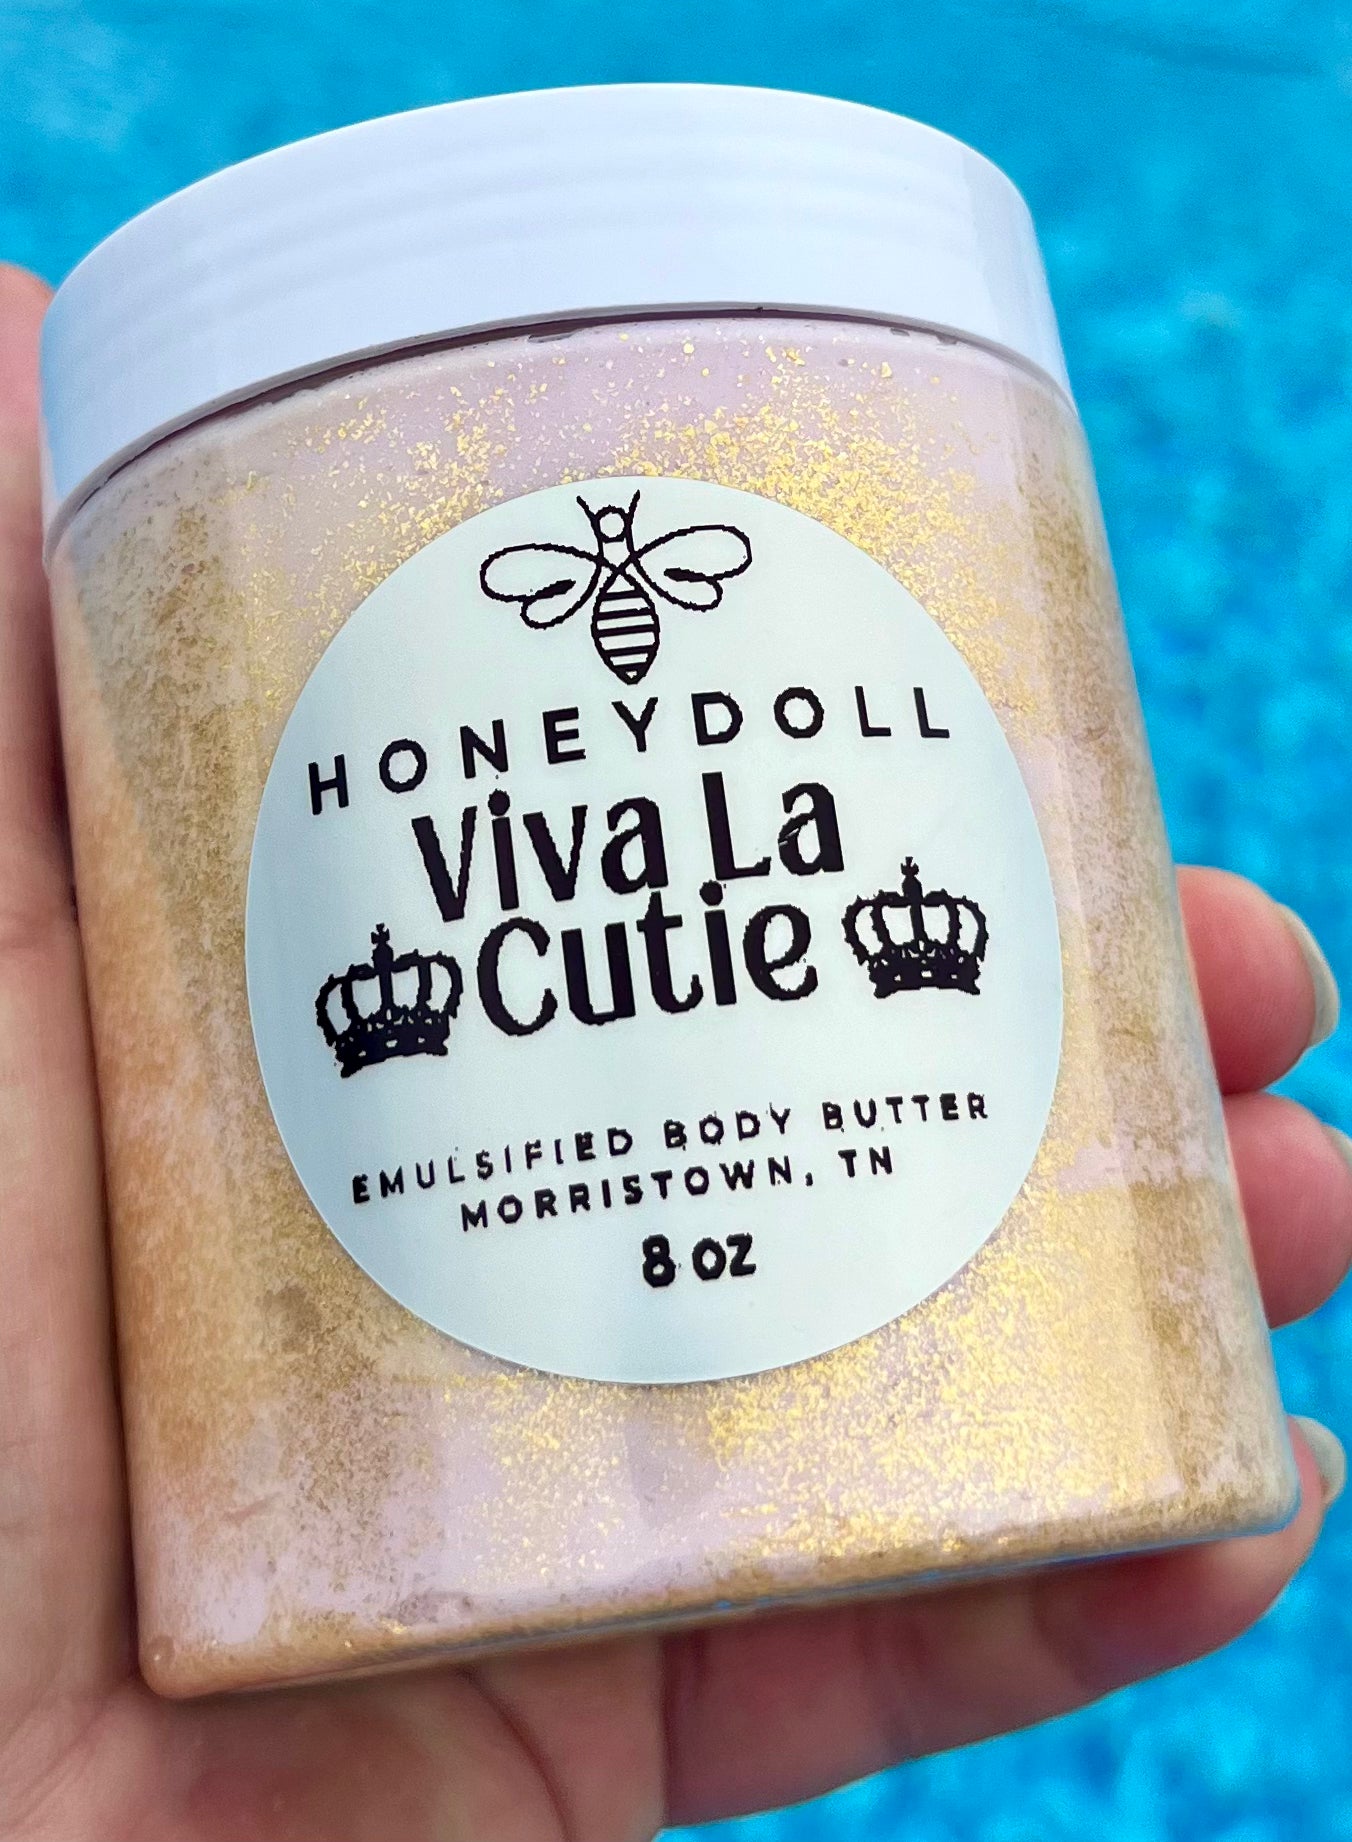 HONEYDOLL
Viva La
Cutie
EMULSIFIED BODY BUTTER
MORRISTOWN, TN
8 oz